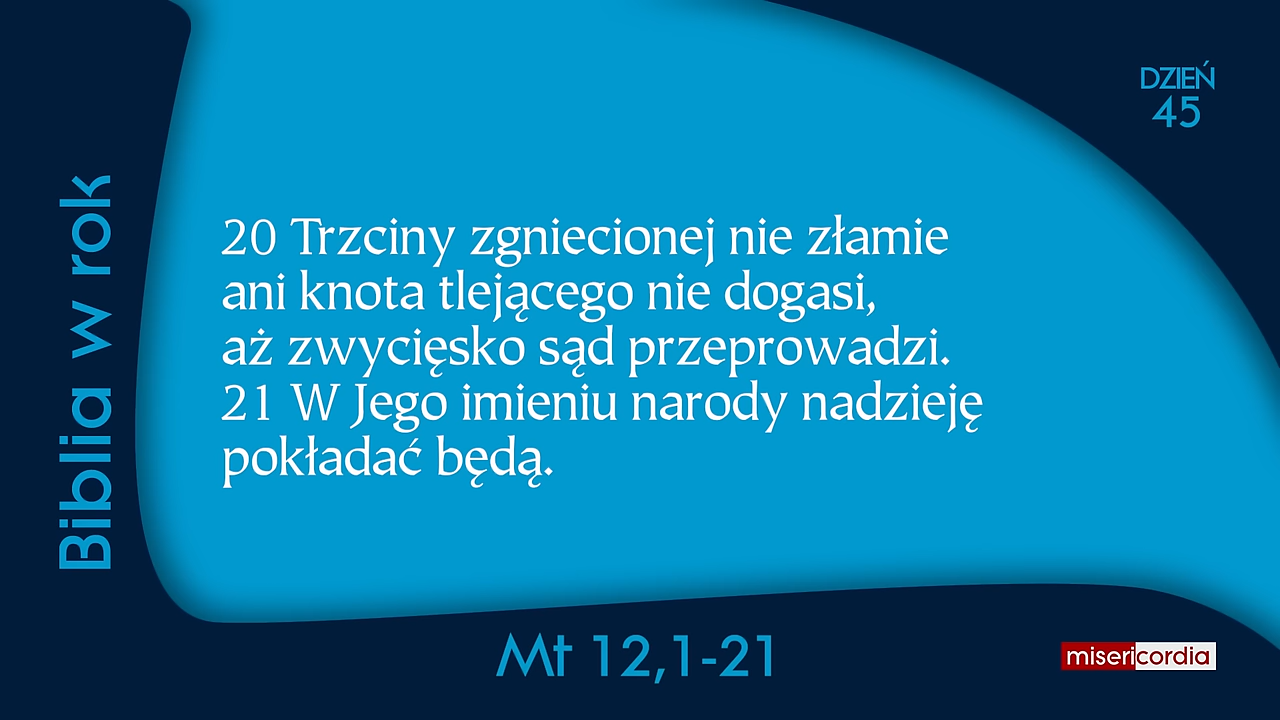 DZIEŃ
45
Biblia w rok
20 Trzciny zgniecionej nie złamie
ani knota tlejącego nie dogasi,
aż zwycięsko sąd przeprowadzi.
21 W Jego imieniu narody nadzieję
pokładać będą.
Mt 12,1-21
misericordia